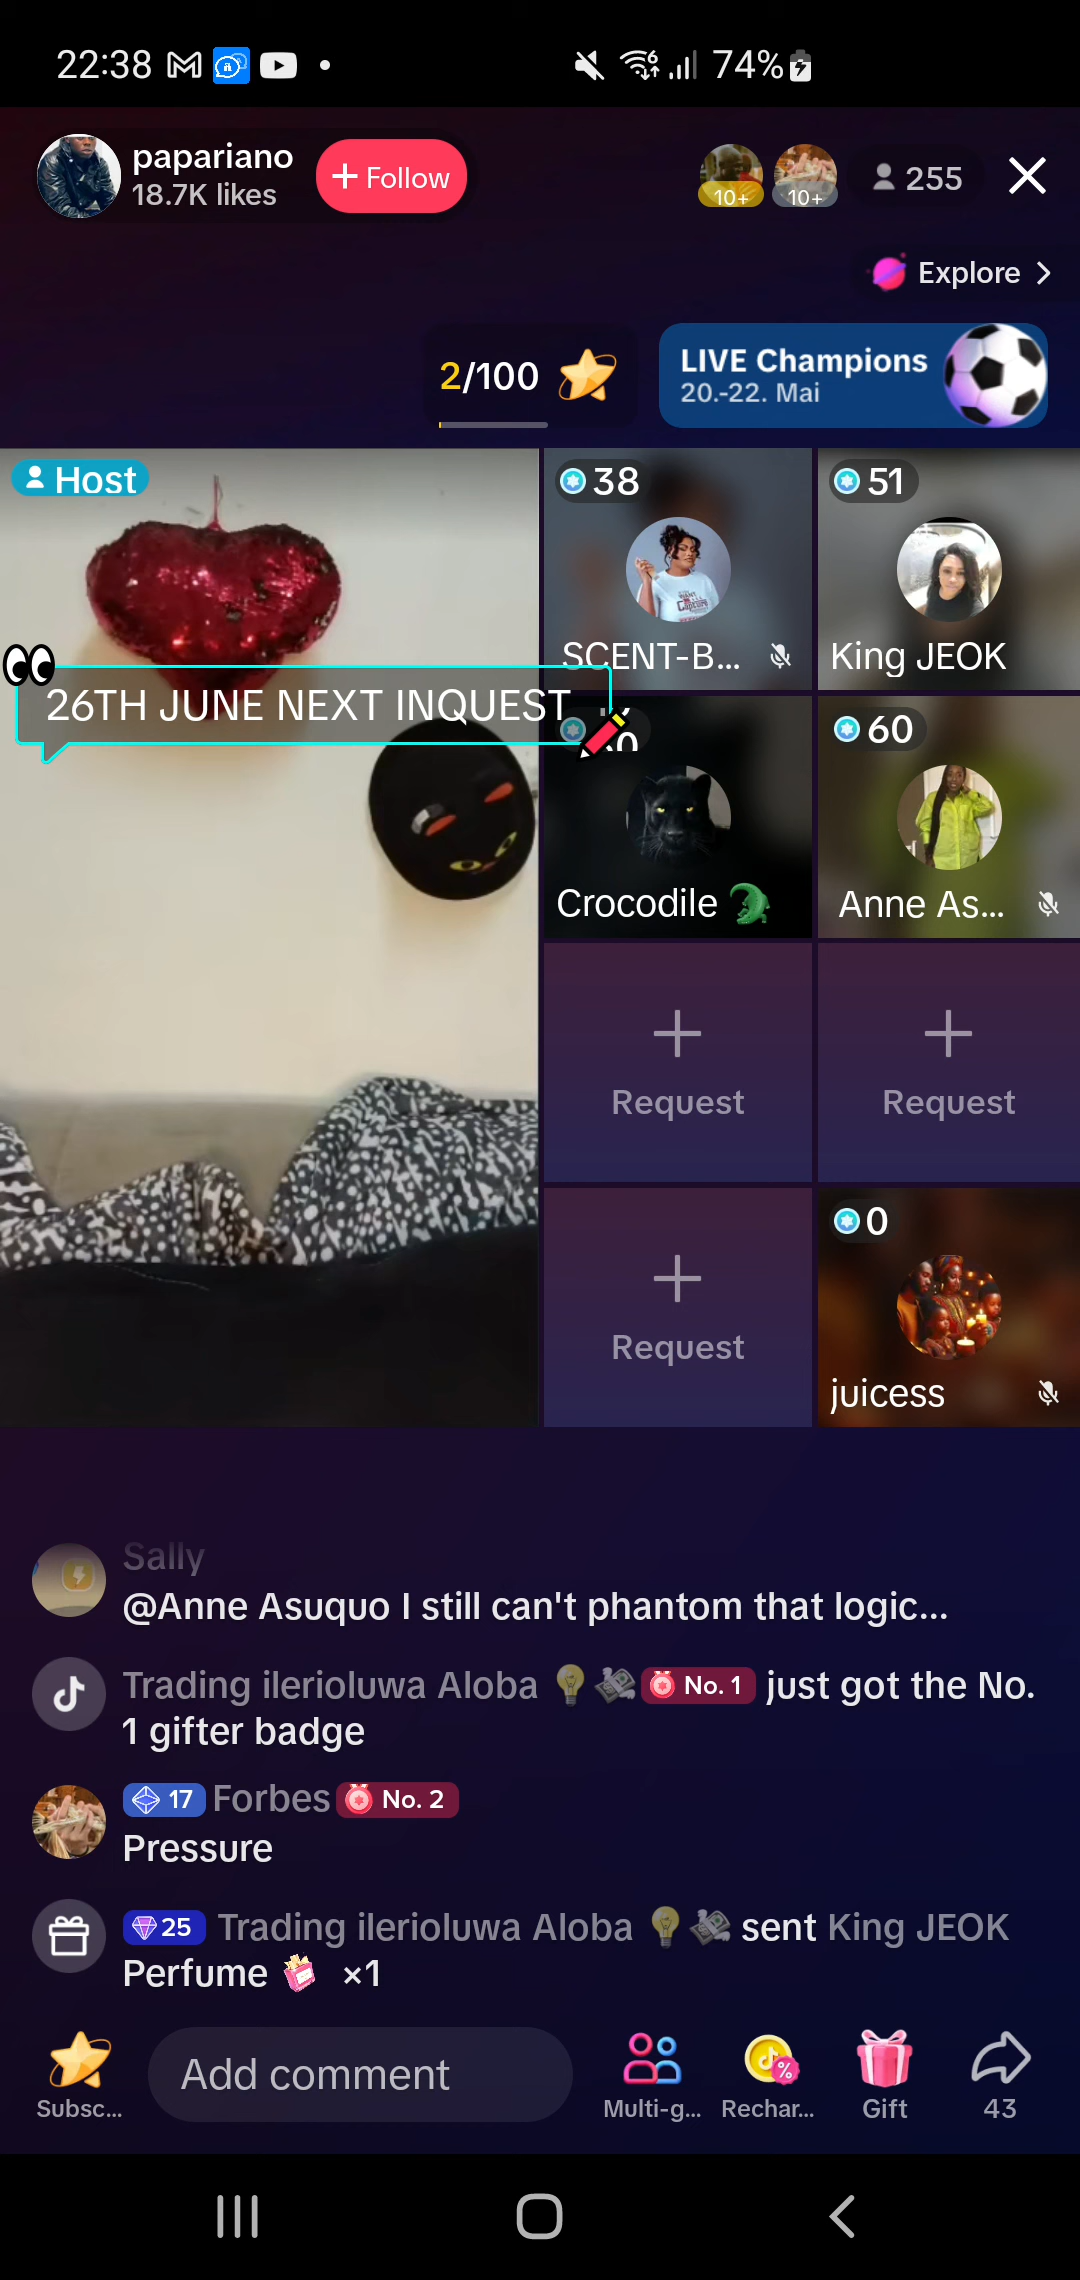 22:38
74%
papariano
18.7K likes
+ Follow
10+
10+
255
Explore
2/100
LIVE Champions
20.-22. Mai
Host
38
51
SCENT-B...
King JEOK
26TH JUNE NEXT INQUEST
60
Crocodile
Anne As...
Request
Request
0
Request
juicess
Sally
@Anne Asuquo I still can't phantom that logic...
Trading ilerioluwa Aloba No. 1 just got the No.
1 gifter badge
17 Forbes No. 2
Pressure
25 Trading ilerioluwa Aloba sent King JEOK
Perfume ×1
Subsc...
Add comment
Multi-g...
Rechar...
Gift
43